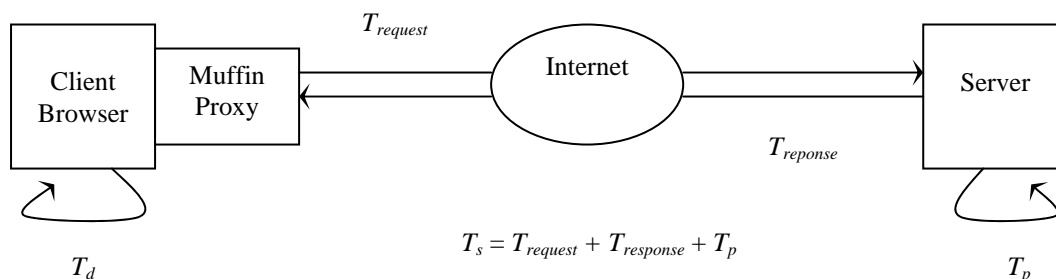 T_request
Client
Browser
Muffin
Proxy
Internet
Server
T_reponse
T_s = T_request + T_response + T_p
T_d
T_p